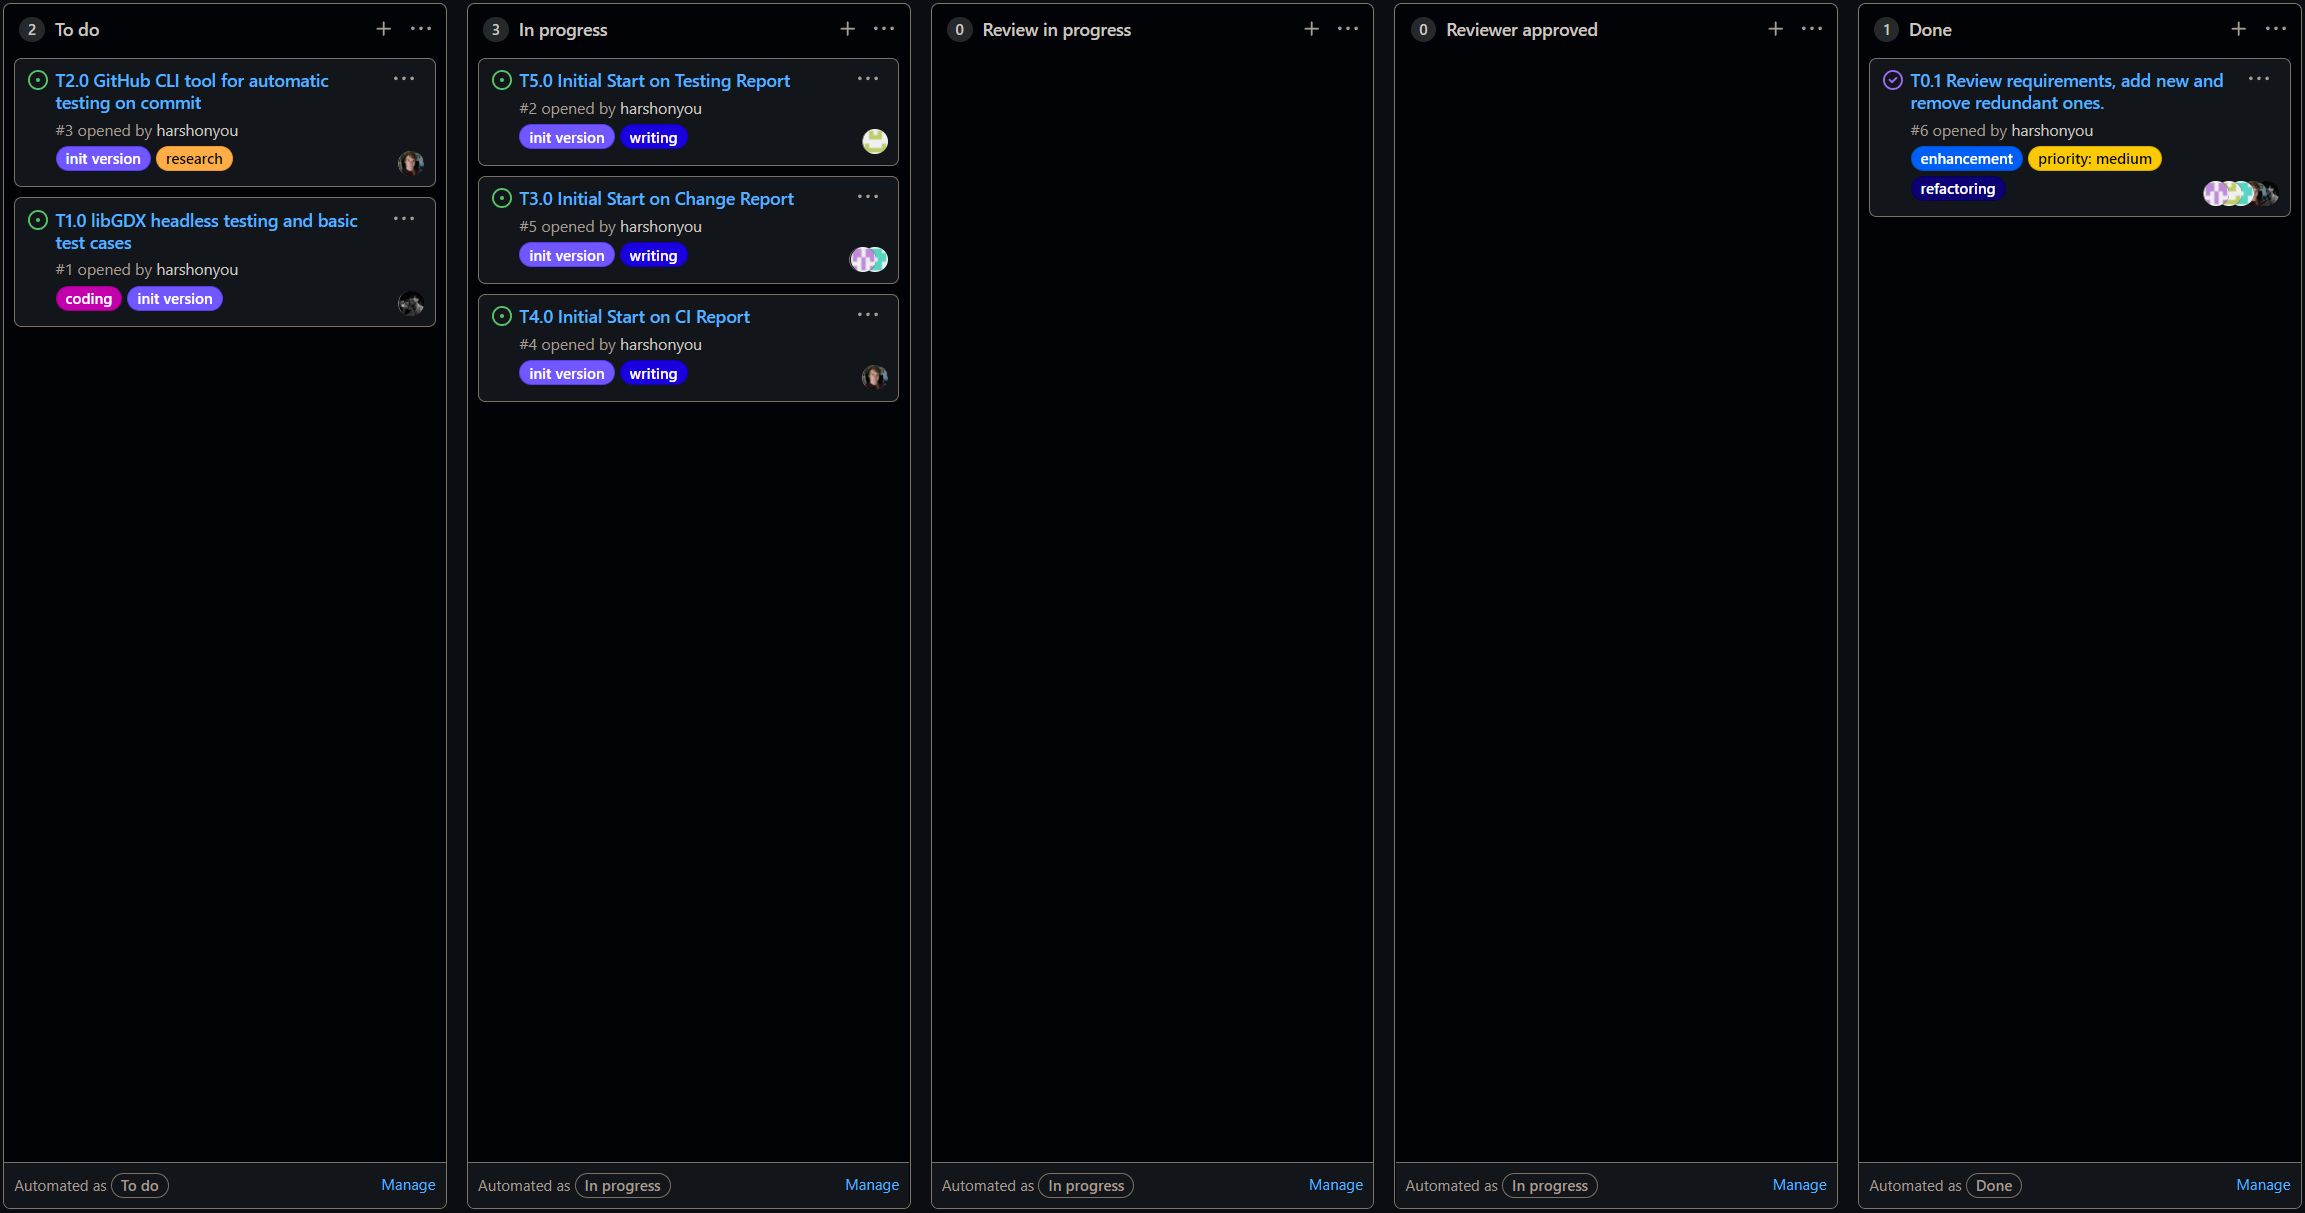 2 To do
T2.0 GitHub CLI tool for automatic
testing on commit
#3 opened by harshonyou
init version research
T1.0 libGDX headless testing and basic
test cases
#1 opened by harshonyou
coding init version
Automated as To do Manage
3 In progress
T5.0 Initial Start on Testing Report
#2 opened by harshonyou
init version writing
T3.0 Initial Start on Change Report
#5 opened by harshonyou
init version writing
T4.0 Initial Start on CI Report
#4 opened by harshonyou
init version writing
Automated as In progress Manage
0 Review in progress
Automated as In progress Manage
0 Reviewer approved
Automated as In progress Manage
1 Done
T0.1 Review requirements, add new and
remove redundant ones.
#6 opened by harshonyou
enhancement priority: medium
refactoring
Automated as Done Manage